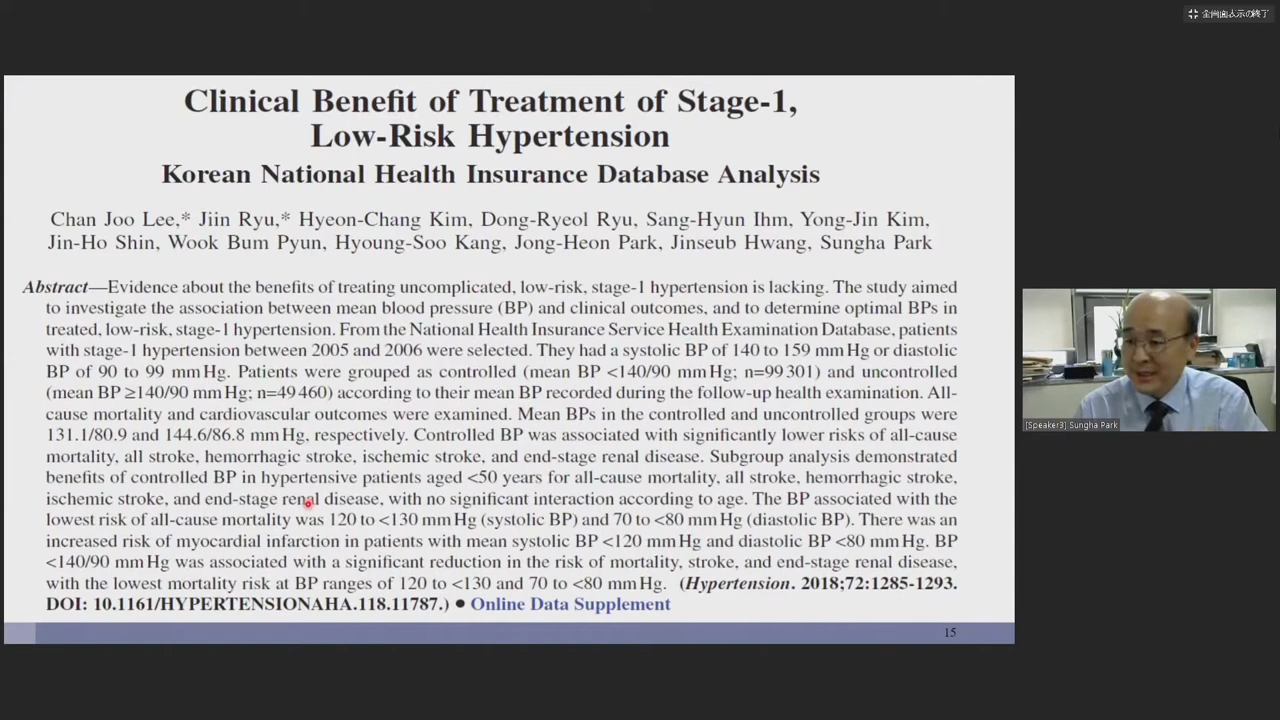 全画面表示の終了
Clinical Benefit of Treatment of Stage-1,
Low-Risk Hypertension
Korean National Health Insurance Database Analysis
Chan Joo Lee,* Jiin Ryu,* Hyeon-Chang Kim, Dong-Ryeol Ryu, Sang-Hyun Ihm, Yong-Jin Kim,
Jin-Ho Shin, Wook Bum Pyun, Hyoung-Soo Kang, Jong-Heon Park, Jinseub Hwang, Sungha Park
Abstract—Evidence about the benefits of treating uncomplicated, low-risk, stage-1 hypertension is lacking. The study aimed
to investigate the association between mean blood pressure (BP) and clinical outcomes, and to determine optimal BPs in
treated, low-risk, stage-1 hypertension. From the National Health Insurance Service Health Examination Database, patients
with stage-1 hypertension between 2005 and 2006 were selected. They had a systolic BP of 140 to 159 mm Hg or diastolic
BP of 90 to 99 mm Hg. Patients were grouped as controlled (mean BP <140/90 mm Hg; n=99 301) and uncontrolled
(mean BP ≥140/90 mm Hg; n=49 460) according to their mean BP recorded during the follow-up health examination. All-
cause mortality and cardiovascular outcomes were examined. Mean BPs in the controlled and uncontrolled groups were
131.1/80.9 and 144.6/86.8 mm Hg, respectively. Controlled BP was associated with significantly lower risks of all-cause
mortality, all stroke, hemorrhagic stroke, ischemic stroke, and end-stage renal disease. Subgroup analysis demonstrated
benefits of controlled BP in hypertensive patients aged <50 years for all-cause mortality, all stroke, hemorrhagic stroke,
ischemic stroke, and end-stage renal disease, with no significant interaction according to age. The BP associated with the
lowest risk of all-cause mortality was 120 to <130 mm Hg (systolic BP) and 70 to <80 mm Hg (diastolic BP). There was an
increased risk of myocardial infarction in patients with mean systolic BP <120 mm Hg and diastolic BP <80 mm Hg. BP
<140/90 mm Hg was associated with a significant reduction in the risk of mortality, stroke, and end-stage renal disease,
with the lowest mortality risk at BP ranges of 120 to <130 and 70 to <80 mm Hg. (Hypertension. 2018;72:1285-1293.
DOI: 10.1161/HYPERTENSIONAHA.118.11787.) ● Online Data Supplement
15
[Speaker3] Sungha Park